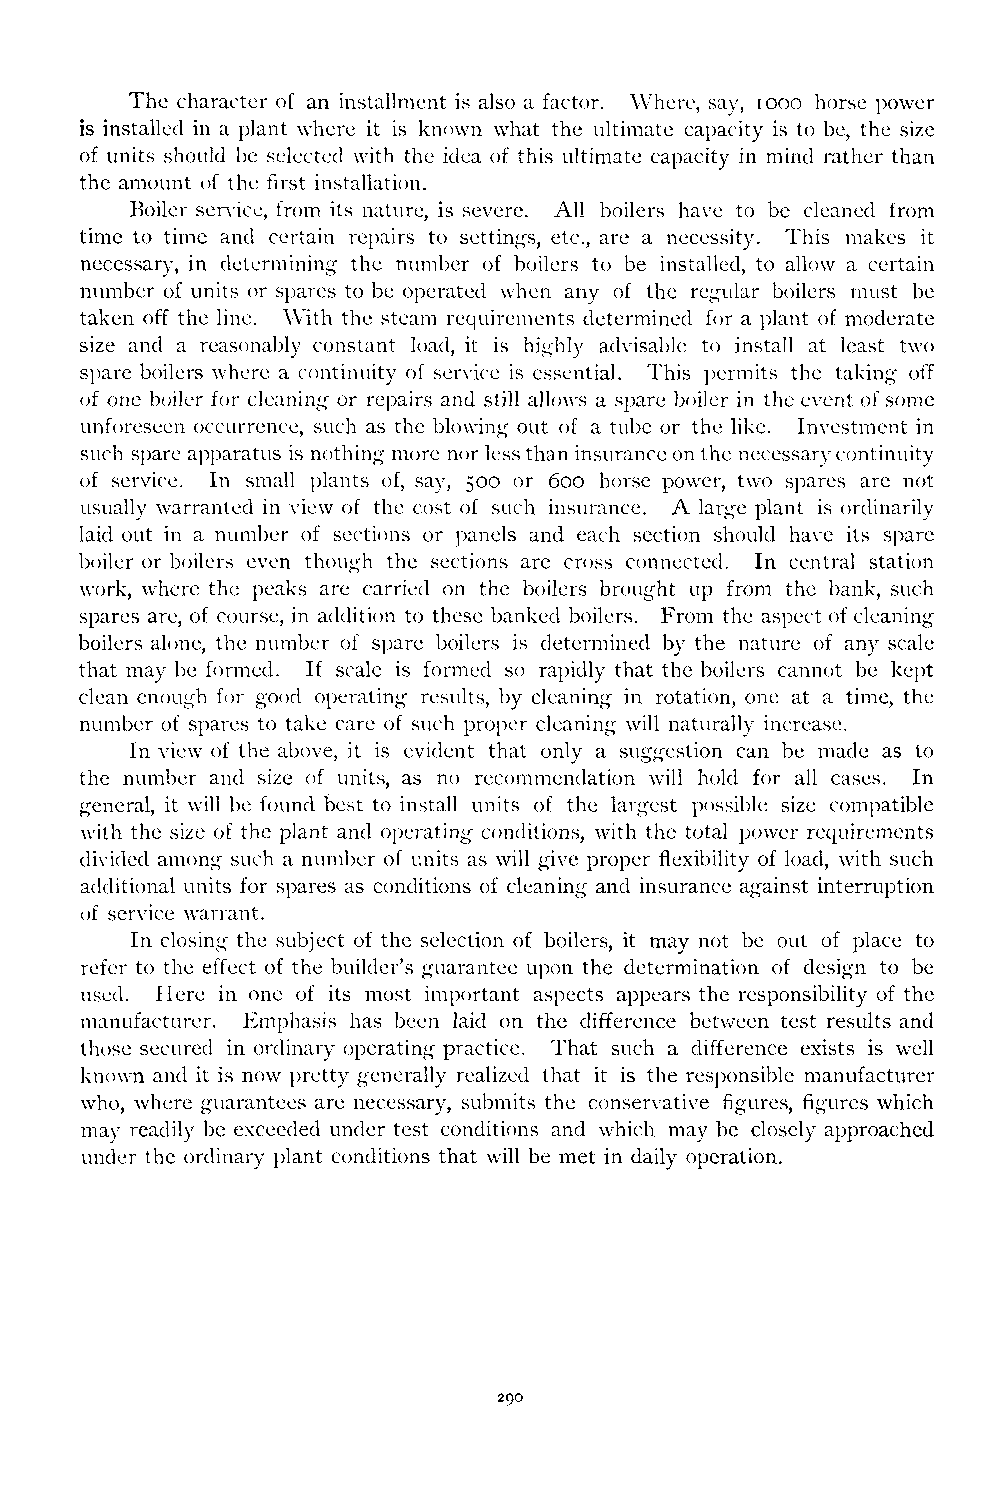 The character of an installment is also a factor. Where, say, 1000 horse power
is installed in a plant where it is known what the ultimate capacity is to be, the size
of units should be selected with the idea of this ultimate capacity in mind rather than
the amount of the first installation.
Boiler service, from its nature, is severe. All boilers have to be cleaned from
time to time and certain repairs to settings, etc., are a necessity. This makes it
necessary, in determining the number of boilers to be installed, to allow a certain
number of units or spares to be operated when any of the regular boilers must be
taken off the line. With the steam requirements determined for a plant of moderate
size and a reasonably constant load, it is highly advisable to install at least two
spare boilers where a continuity of service is essential. This permits the taking off
of one boiler for cleaning or repairs and still allows a spare boiler in the event of some
unforeseen occurrence, such as the blowing out of a tube or the like. Investment in
such spare apparatus is nothing more nor less than insurance on the necessary continuity
of service. In small plants of, say, 500 or 600 horse power, two spares are not
usually warranted in view of the cost of such insurance. A large plant is ordinarily
laid out in a number of sections or panels and each section should have its spare
boiler or boilers even though the sections are cross connected. In central station
work, where the peaks are carried on the boilers brought up from the bank, such
spares are, of course, in addition to these banked boilers. From the aspect of cleaning
boilers alone, the number of spare boilers is determined by the nature of any scale
that may be formed. If scale is formed so rapidly that the boilers cannot be kept
clean enough for good operating results, by cleaning in rotation, one at a time, the
number of spares to take care of such proper cleaning will naturally increase.
In view of the above, it is evident that only a suggestion can be made as to
the number and size of units, as no recommendation will hold for all cases. In
general, it will be found best to install units of the largest possible size compatible
with the size of the plant and operating conditions, with the total power requirements
divided among such a number of units as will give proper flexibility of load, with such
additional units for spares as conditions of cleaning and insurance against interruption
of service warrant.
In closing the subject of the selection of boilers, it may not be out of place to
refer to the effect of the builder's guarantee upon the determination of design to be
used. Here in one of its most important aspects appears the responsibility of the
manufacturer. Emphasis has been laid on the difference between test results and
those secured in ordinary operating practice. That such a difference exists is well
known and it is now pretty generally realized that it is the responsible manufacturer
who, where guarantees are necessary, submits the conservative figures, figures which
may readily be exceeded under test conditions and which may be closely approached
under the ordinary plant conditions that will be met in daily operation.
290